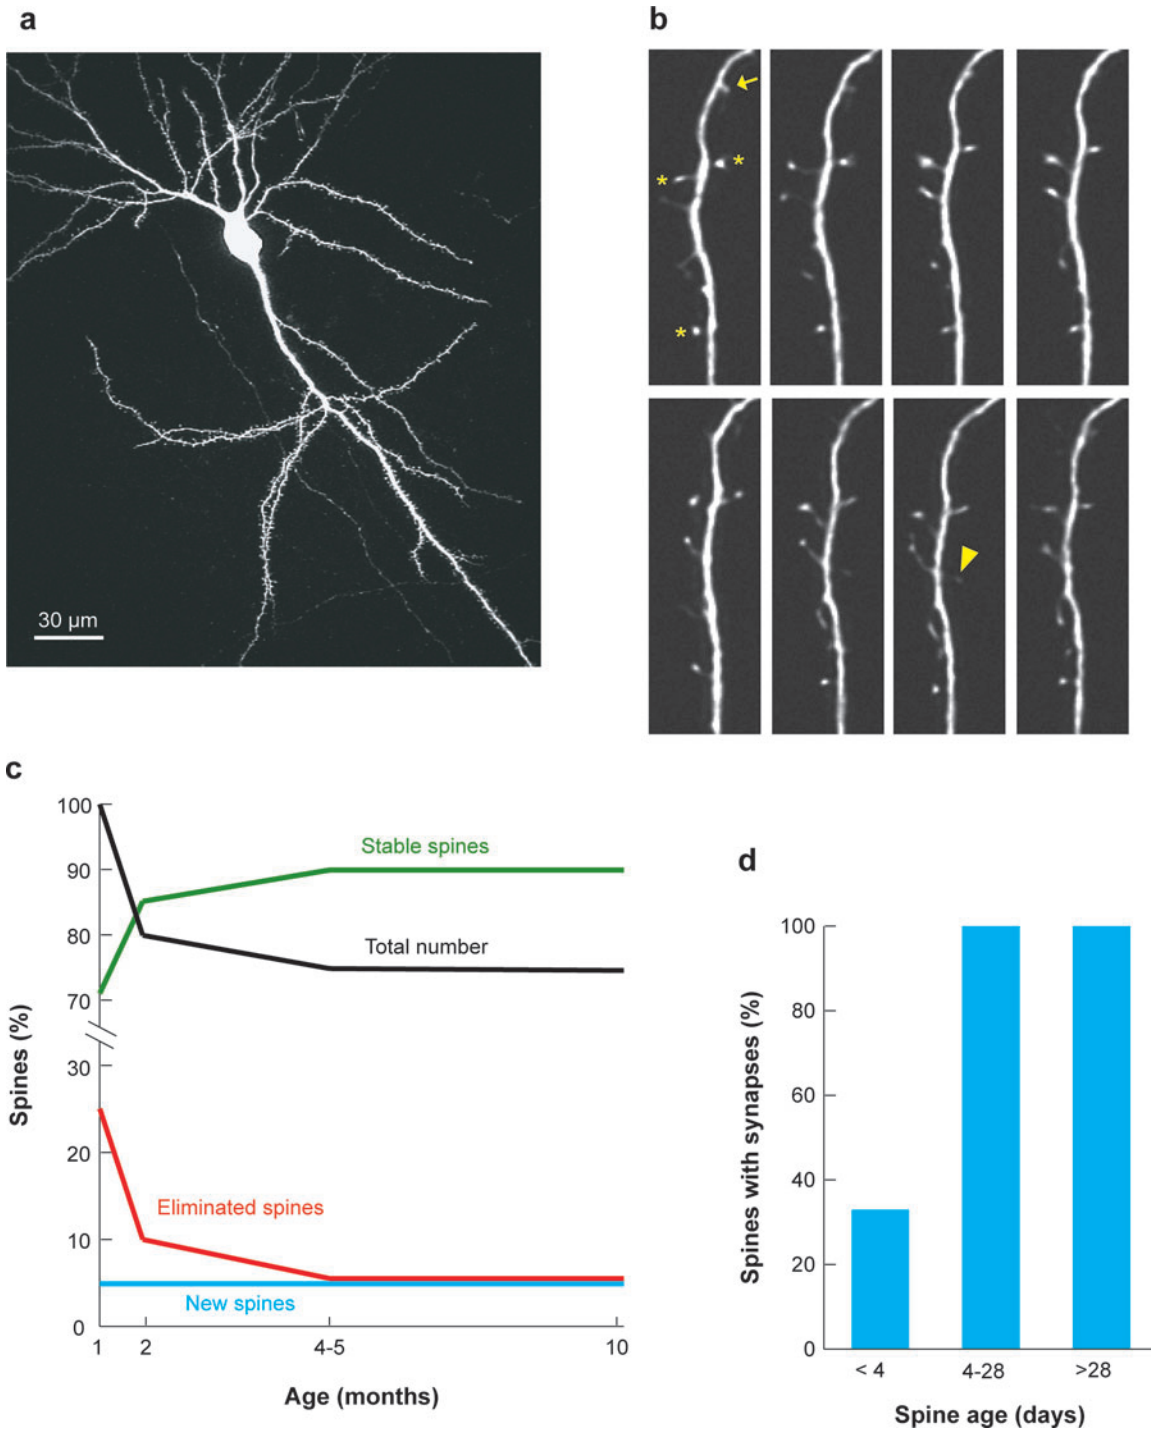 a
30 µm
b
*
*
*
c
100
90
80
70
30
20
10
0
Spines (%)
Stable spines
Total number
Eliminated spines
New spines
1 2 4-5 10
Age (months)
d
100
80
60
40
20
0
Spines with synapses (%)
< 4 4-28 >28
Spine age (days)